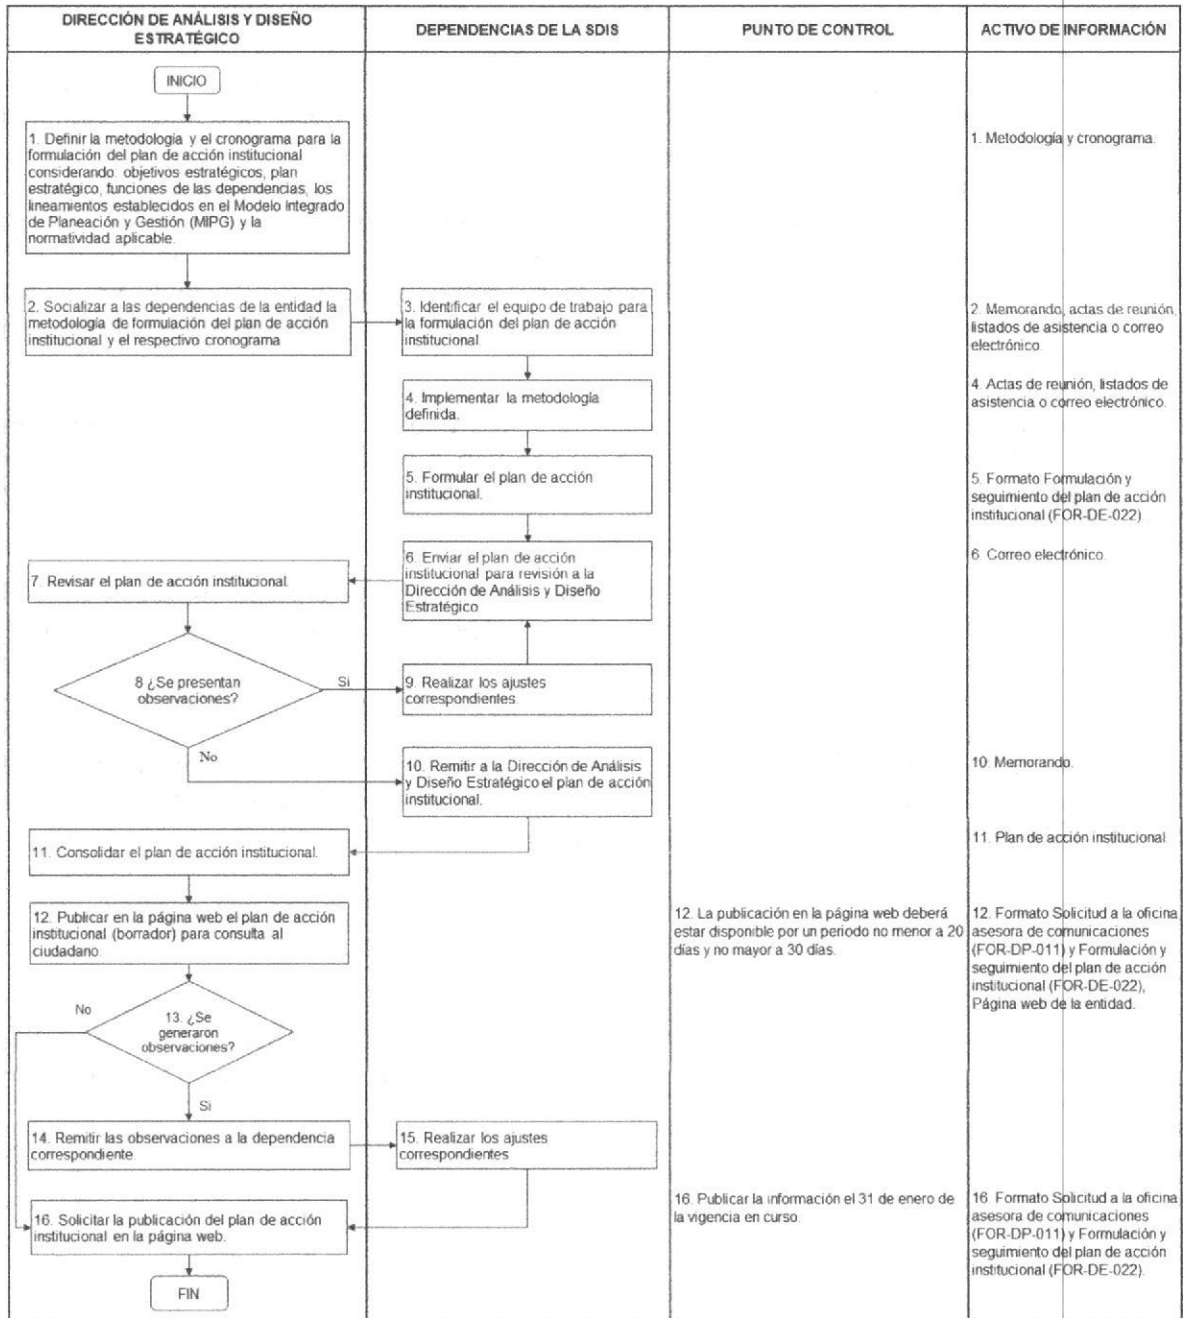 DIRECCIÓN DE ANÁLISIS Y DISEÑO
ESTRATÉGICO
DEPENDENCIAS DE LA SDIS
PUNTO DE CONTROL
ACTIVO DE INFORMACIÓN
INICIO
1. Definir la metodología y el cronograma para la
formulación del plan de acción institucional
considerando: objetivos estratégicos, plan
estratégico, funciones de las dependencias, los
lineamientos establecidos en el Modelo Integrado
de Planeación y Gestión (MIPG) y la
normatividad aplicable.
1. Metodología y cronograma.
2. Socializar a las dependencias de la entidad la
metodología de formulación del plan de acción
institucional y el respectivo cronograma
3. Identificar el equipo de trabajo para
la formulación del plan de acción
institucional
2. Memorando, actas de reunión,
listados de asistencia o correo
electrónico.
4. Implementar la metodología
definida.
4. Actas de reunión, listados de
asistencia o correo electrónico.
5. Formular el plan de acción
institucional.
5. Formato Formulación y
seguimiento del plan de acción
institucional (FOR-DE-022)
6. Enviar el plan de acción
institucional para revisión a la
Dirección de Análisis y Diseño
Estratégico
6. Correo electrónico.
7. Revisar el plan de acción institucional.
8 ¿Se presentan
observaciones?
Si
9. Realizar los ajustes
correspondientes
No
10. Remitir a la Dirección de Análisis
y Diseño Estratégico el plan de acción
institucional.
10. Memorando.
11. Consolidar el plan de acción institucional.
11. Plan de acción institucional
12. Publicar en la página web el plan de acción
institucional (borrador) para consulta al
ciudadano.
12. La publicación en la página web deberá
estar disponible por un periodo no menor a 20
días y no mayor a 30 días.
12. Formato Solicitud a la oficina
asesora de comunicaciones
(FOR-DP-011) y Formulación y
seguimiento del plan de acción
institucional (FOR-DE-022),
Página web de la entidad.
No
13. ¿Se
generaron
observaciones?
Si
14. Remitir las observaciones a la dependencia
correspondiente.
15. Realizar los ajustes
correspondientes
16. Solicitar la publicación del plan de acción
institucional en la página web.
16. Publicar la información el 31 de enero de
la vigencia en curso.
16. Formato Solicitud a la oficina
asesora de comunicaciones
(FOR-DP-011) y Formulación y
seguimiento del plan de acción
institucional (FOR-DE-022).
FIN